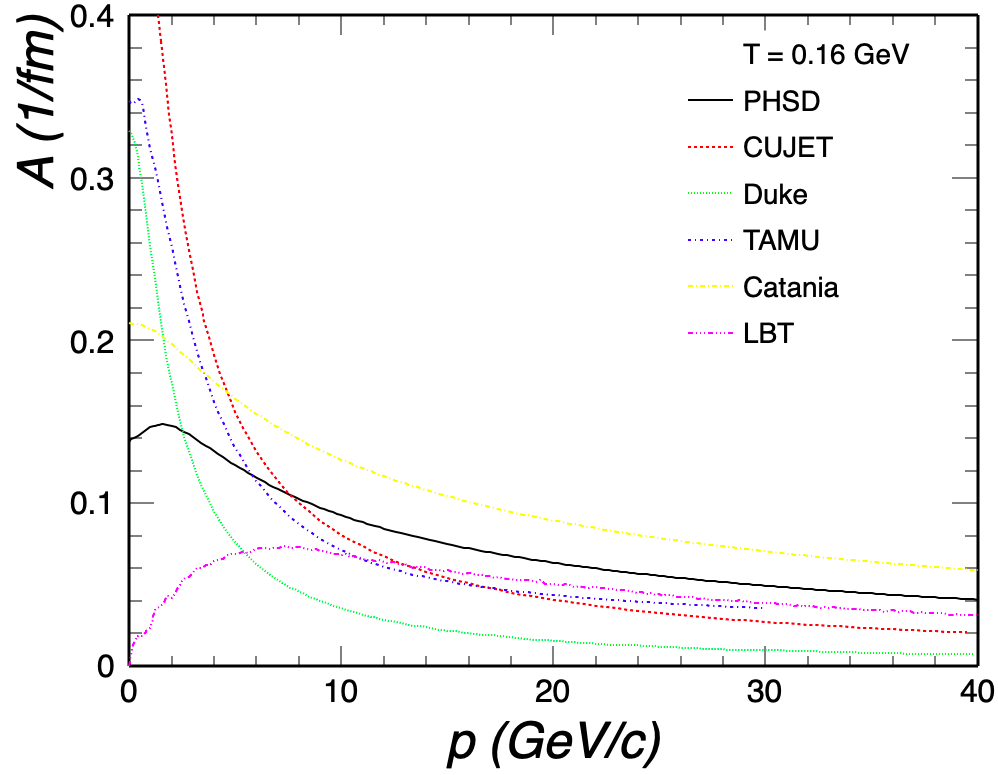 A (1/fm)
0.4
0.3
0.2
0.1
0
T = 0.16 GeV
PHSD
CUJET
Duke
TAMU
Catania
LBT
0 10 20 30 40
p (GeV/c)